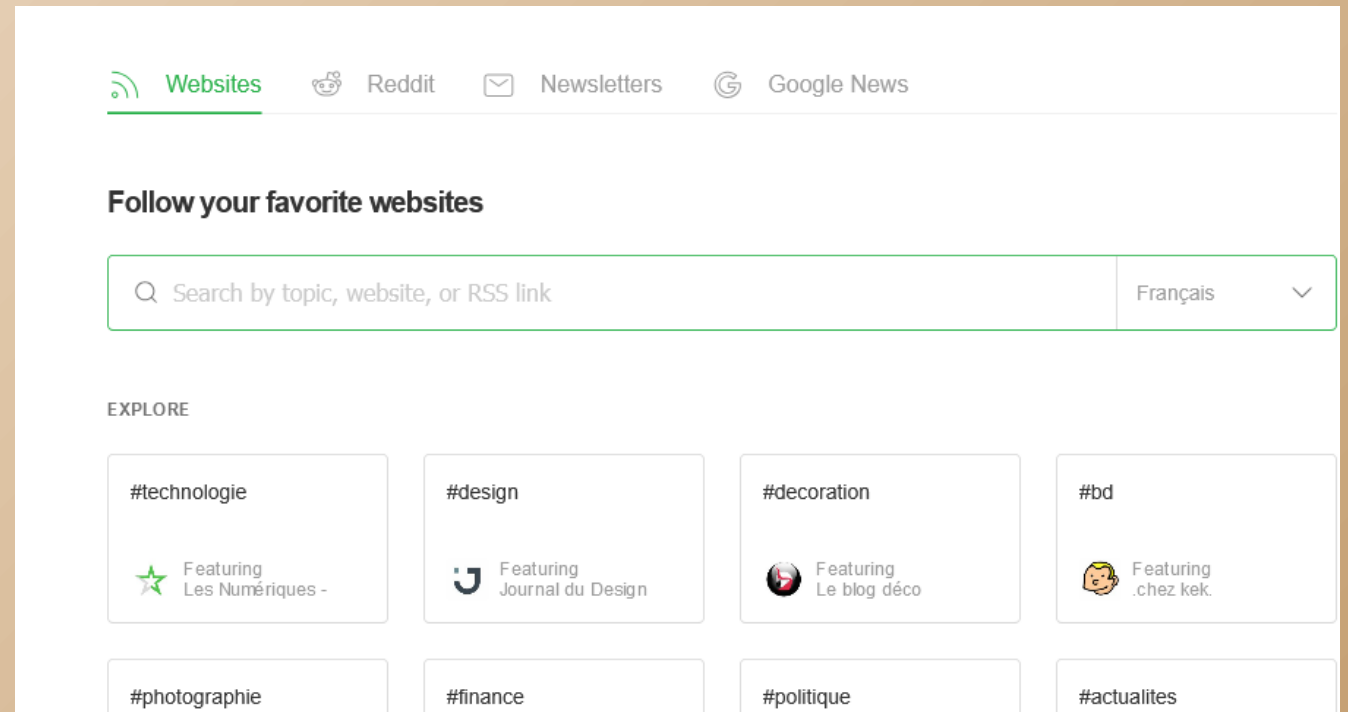 Websites Reddit Newsletters Google News
Follow your favorite websites
Search by topic, website, or RSS link Français
EXPLORE
#technologie #design #decoration #bd
Featuring Featuring Featuring Featuring
Les Numériques - Journal du Design Le blog déco .chez kek.
#photographie #finance #politique #actualites